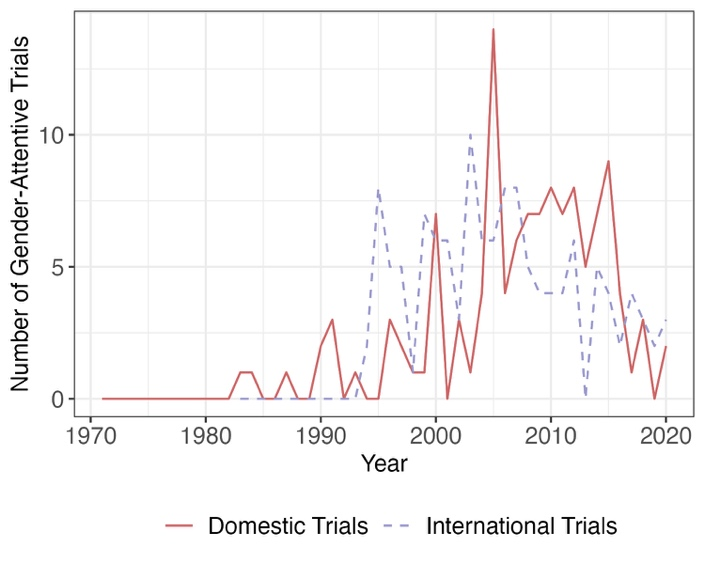 Number of Gender-Attentive Trials
10
5
0
1970 1980 1990 2000 2010 2020
Year
Domestic Trials International Trials